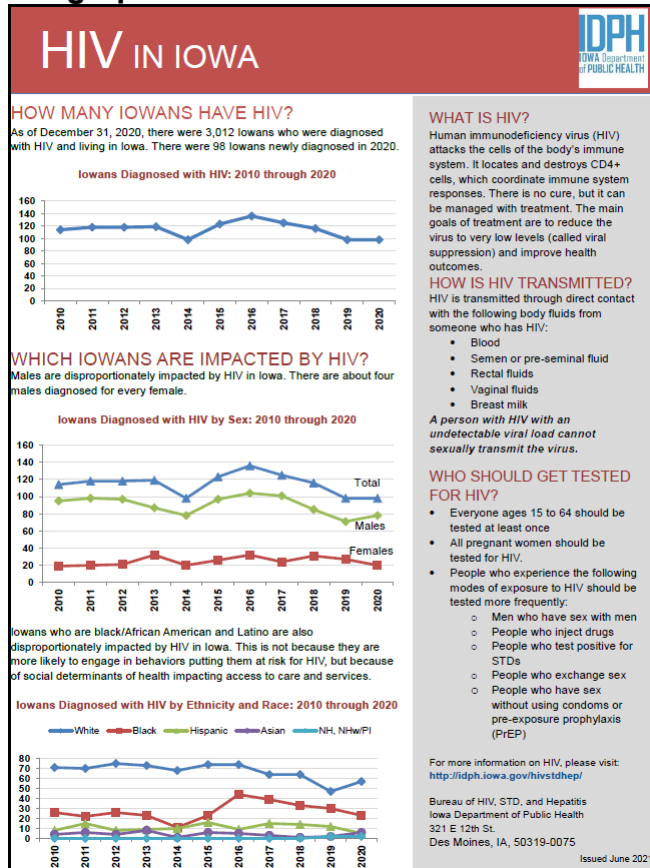 HIV IN IOWA
IDPH
IOWA Department
of PUBLIC HEALTH
HOW MANY IOWANS HAVE HIV?
As of December 31, 2020, there were 3,012 Iowans who were diagnosed
with HIV and living in Iowa. There were 98 Iowans newly diagnosed in 2020.
Iowans Diagnosed with HIV: 2010 through 2020
160
140
120
100
80
60
40
20
0
2010 2011 2012 2013 2014 2015 2016 2017 2018 2019 2020
WHICH IOWANS ARE IMPACTED BY HIV?
Males are disproportionately impacted by HIV in Iowa. There are about four
males diagnosed for every female.
Iowans Diagnosed with HIV by Sex: 2010 through 2020
160
140
120
100
80
60
40
20
0
Total
Males
Females
2010 2011 2012 2013 2014 2015 2016 2017 2018 2019 2020
Iowans who are black/African American and Latino are also
disproportionately impacted by HIV in Iowa. This is not because they are
more likely to engage in behaviors putting them at risk for HIV, but because
of social determinants of health impacting access to care and services.
Iowans Diagnosed with HIV by Ethnicity and Race: 2010 through 2020
White Black Hispanic Asian NH, NHw/PI
80
70
60
50
40
30
20
10
0
2010 2011 2012 2013 2014 2015 2016 2017 2018 2019 2020
WHAT IS HIV?
Human immunodeficiency virus (HIV)
attacks the cells of the body's immune
system. It locates and destroys CD4+
cells, which coordinate immune system
responses. There is no cure, but it can
be managed with treatment. The main
goals of treatment are to reduce the
virus to very low levels (called viral
suppression) and improve health
outcomes.
HOW IS HIV TRANSMITTED?
HIV is transmitted through direct contact
with the following body fluids from
someone who has HIV:
• Blood
• Semen or pre-seminal fluid
• Rectal fluids
• Vaginal fluids
• Breast milk
A person with HIV with an
undetectable viral load cannot
sexually transmit the virus.
WHO SHOULD GET TESTED
FOR HIV?
• Everyone ages 15 to 64 should be
tested at least once
• All pregnant women should be
tested for HIV.
• People who experience the following
modes of exposure to HIV should be
tested more frequently:
o Men who have sex with men
o People who inject drugs
o People who test positive for
STDs
o People who exchange sex
o People who have sex
without using condoms or
pre-exposure prophylaxis
(PrEP)
For more information on HIV, please visit:
http://idph.iowa.gov/hivstdhep/
Bureau of HIV, STD, and Hepatitis
Iowa Department of Public Health
321 E 12th St.
Des Moines, IA, 50319-0075
Issued June